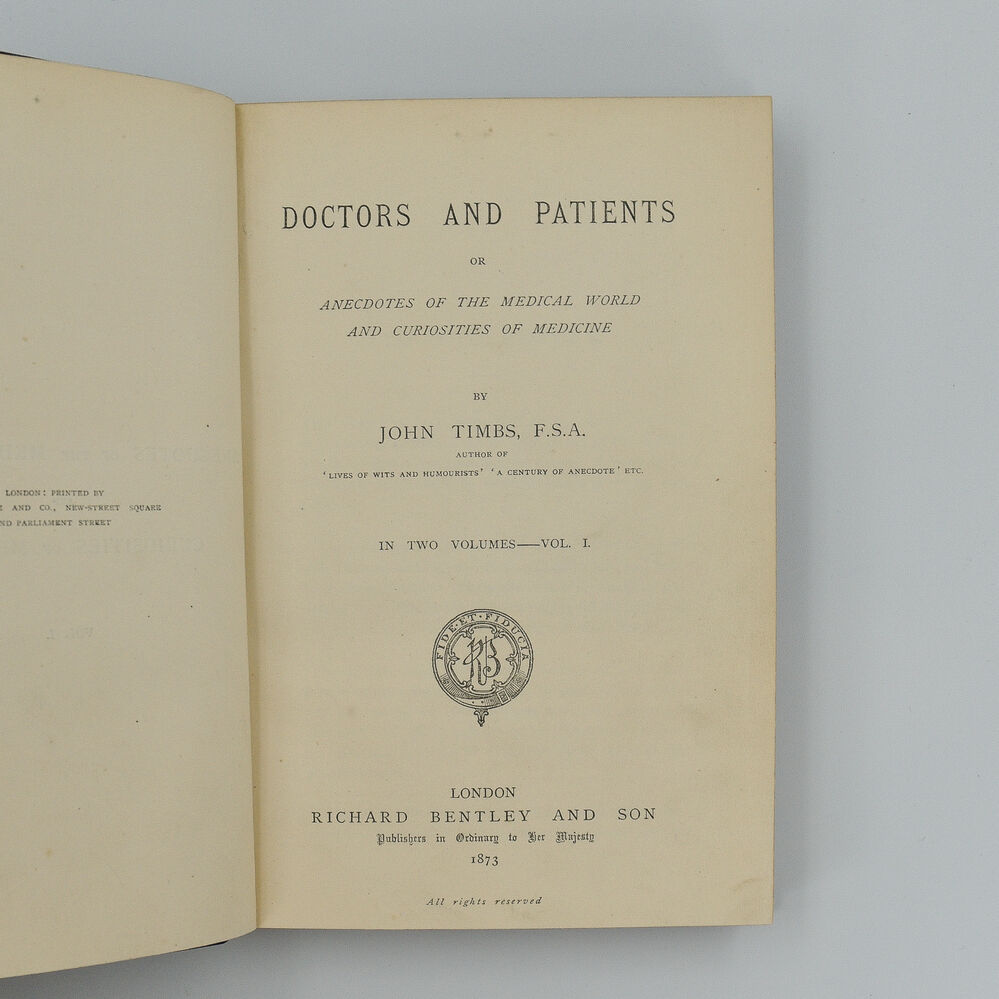 LONDON: PRINTED BY
AND CO., NEW-STREET SQUARE
AND PARLIAMENT STREET
DOCTORS AND PATIENTS
OR
ANECDOTES OF THE MEDICAL WORLD
AND CURIOSITIES OF MEDICINE
BY
JOHN TIMBS, F.S.A.
AUTHOR OF
'LIVES OF WITS AND HUMOURISTS' 'A CENTURY OF ANECDOTE' ETC.
IN TWO VOLUMES—VOL. I.
FIDE·ET·FIDUCIA
RB
LONDON
RICHARD BENTLEY AND SON
Publishers in Ordinary to Her Majesty
1873
All rights reserved